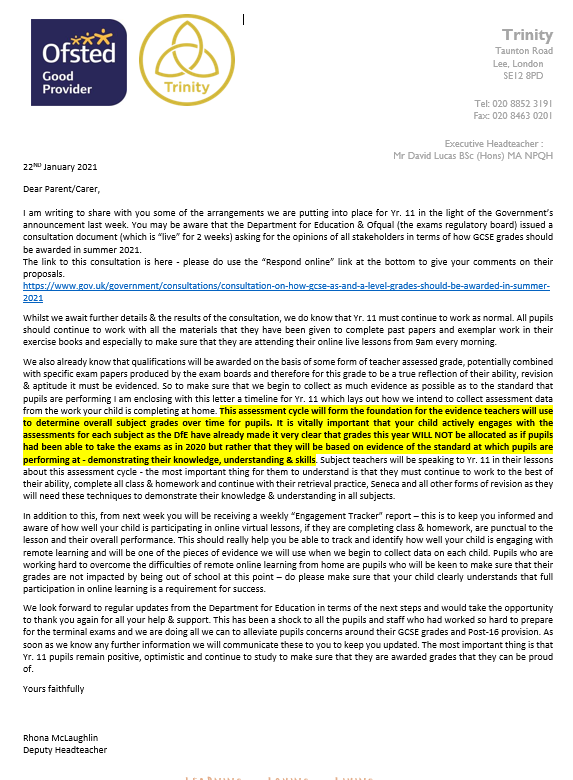 Ofsted
Good
Provider
Trinity
Trinity
Taunton Road
Lee, London
SE12 8PD
Tel: 020 8852 3191
Fax: 020 8463 0201
Executive Headteacher :
Mr David Lucas BSc (Hons) MA NPQH
22ND January 2021
Dear Parent/Carer,
I am writing to share with you some of the arrangements we are putting into place for Yr. 11 in the light of the Government's
announcement last week. You may be aware that the Department for Education & Ofqual (the exams regulatory board) issued a
consultation document (which is "live" for 2 weeks) asking for the opinions of all stakeholders in terms of how GCSE grades should
be awarded in summer 2021.
The link to this consultation is here - please do use the "Respond online" link at the bottom to give your comments on their
proposals.
https://www.gov.uk/government/consultations/consultation-on-how-gcse-as-and-a-level-grades-should-be-awarded-in-summer-
2021
Whilst we await further details & the results of the consultation, we do know that Yr. 11 must continue to work as normal. All pupils
should continue to work with all the materials that they have been given to complete past papers and exemplar work in their
exercise books and especially to make sure that they are attending their online live lessons from 9am every morning.
We also already know that qualifications will be awarded on the basis of some form of teacher assessed grade, potentially combined
with specific exam papers produced by the exam boards and therefore for this grade to be a true reflection of their ability, revision
& aptitude it must be evidenced. So to make sure that we begin to collect as much evidence as possible as to the standard that
pupils are performing I am enclosing with this letter a timeline for Yr. 11 which lays out how we intend to collect assessment data
from the work your child is completing at home. This assessment cycle will form the foundation for the evidence teachers will use
to determine overall subject grades over time for pupils. It is vitally important that your child actively engages with the
assessments for each subject as the DfE have already made it very clear that grades this year WILL NOT be allocated as if pupils
had been able to take the exams as in 2020 but rather that they will be based on evidence of the standard at which pupils are
performing at - demonstrating their knowledge, understanding & skills. Subject teachers will be speaking to Yr. 11 in their lessons
about this assessment cycle - the most important thing for them to understand is that they must continue to work to the best of
their ability, complete all class & homework and continue with their retrieval practice, Seneca and all other forms of revision as they
will need these techniques to demonstrate their knowledge & understanding in all subjects.
In addition to this, from next week you will be receiving a weekly "Engagement Tracker" report – this is to keep you informed and
aware of how well your child is participating in online virtual lessons, if they are completing class & homework, are punctual to the
lesson and their overall performance. This should really help you be able to track and identify how well your child is engaging with
remote learning and will be one of the pieces of evidence we will use when we begin to collect data on each child. Pupils who are
working hard to overcome the difficulties of remote online learning from home are pupils who will be keen to make sure that their
grades are not impacted by being out of school at this point – do please make sure that your child clearly understands that full
participation in online learning is a requirement for success.
We look forward to regular updates from the Department for Education in terms of the next steps and would take the opportunity
to thank you again for all your help & support. This has been a shock to all the pupils and staff who had worked so hard to prepare
for the terminal exams and we are doing all we can to alleviate pupils concerns around their GCSE grades and Post-16 provision. As
soon as we know any further information we will communicate these to you to keep you updated. The most important thing is that
Yr. 11 pupils remain positive, optimistic and continue to study to make sure that they are awarded grades that they can be proud
of.
Yours faithfully
Rhona McLaughlin
Deputy Headteacher